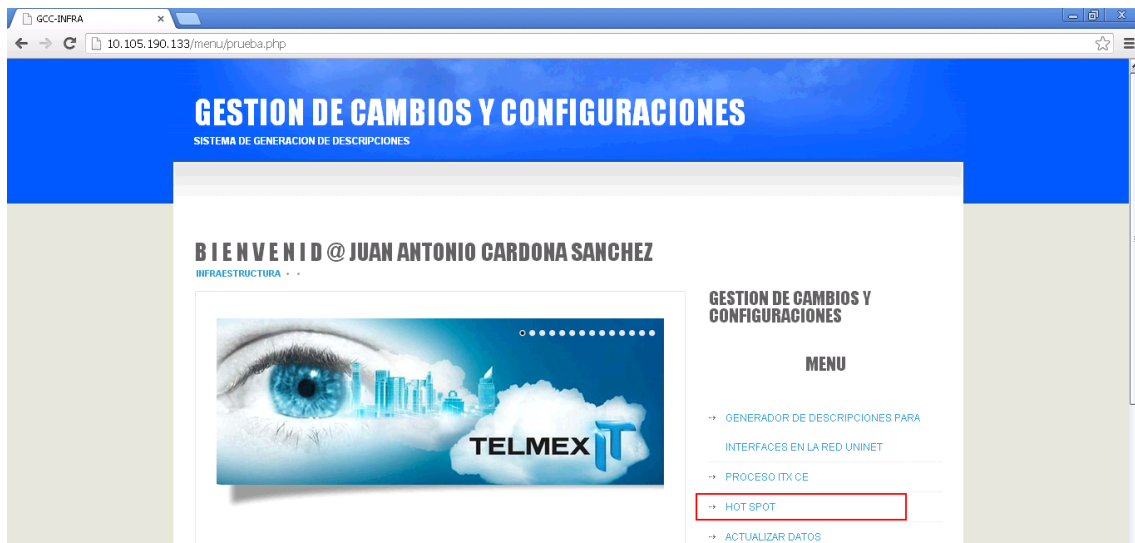 GCC-INFRA
10.105.190.133/menu/prueba.php
GESTION DE CAMBIOS Y CONFIGURACIONES
SISTEMA DE GENERACION DE DESCRIPCIONES
B I E N V E N I D @ JUAN ANTONIO CARDONA SANCHEZ
INFRAESTRUCTURA
TELMEX IT
GESTION DE CAMBIOS Y
CONFIGURACIONES
MENU
GENERADOR DE DESCRIPCIONES PARA
INTERFACES EN LA RED UNINET
PROCESO ITX CE
HOT SPOT
ACTUALIZAR DATOS